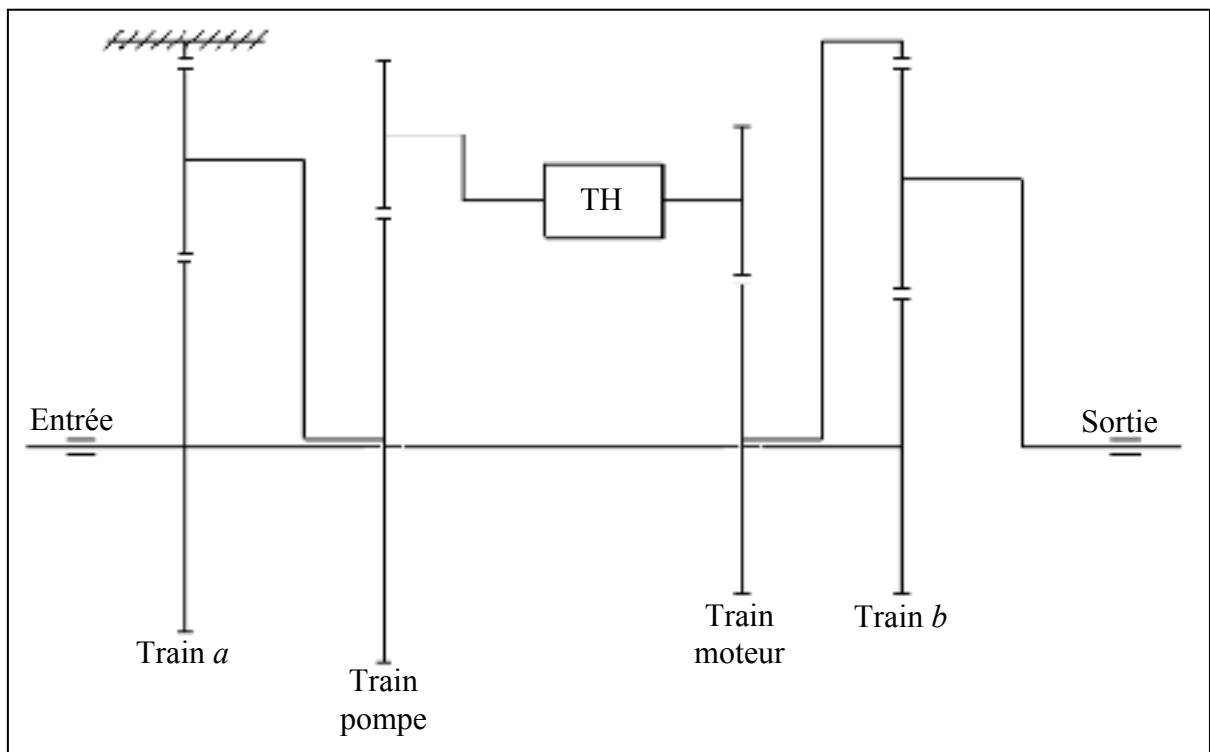 TH
Entrée
Sortie
Train a
Train
pompe
Train
moteur
Train b